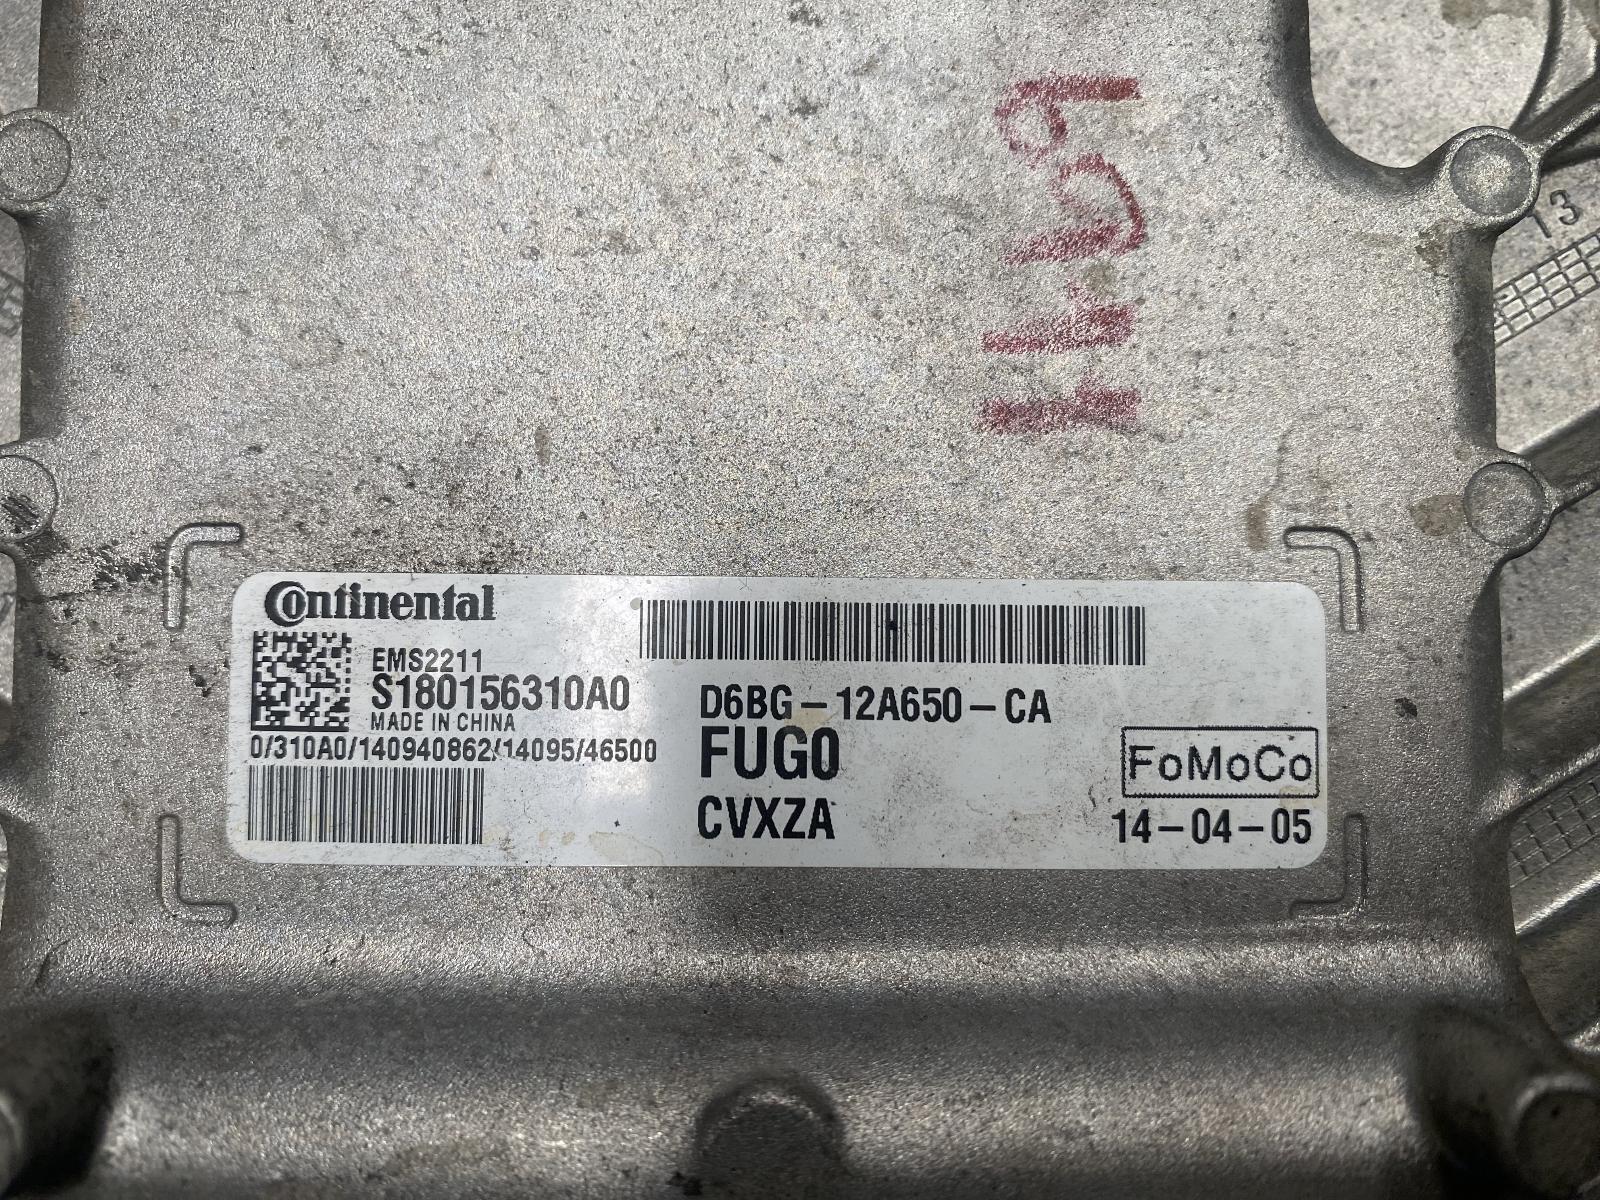 13
Continental
EMS2211
S180156310A0
MADE IN CHINA
0/310A0/140940862/14095/46500
D6BG-12A650-CA
FUG0
CVXZA
FoMoCo
14-04-05